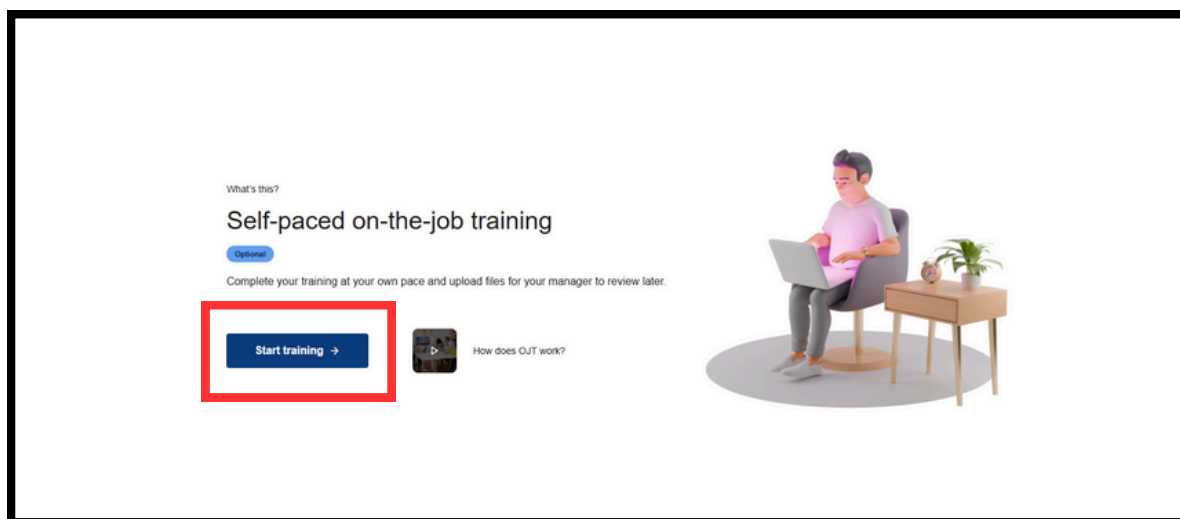 What's this?
Self-paced on-the-job training
Optional
Complete your training at your own pace and upload files for your manager to review later.
Start training →
How does OJT work?